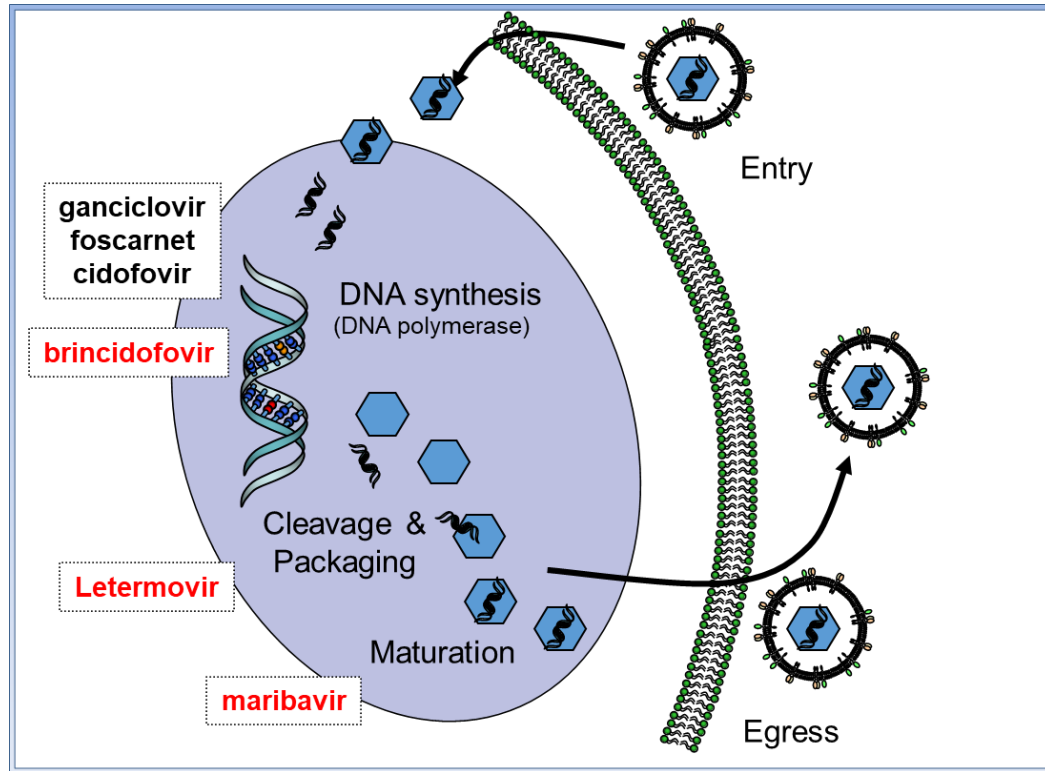 Entry
ganciclovir
foscarnet
cidofovir
DNA synthesis
(DNA polymerase)
brincidofovir
Cleavage &
Packaging
Letermovir
Maturation
maribavir
Egress